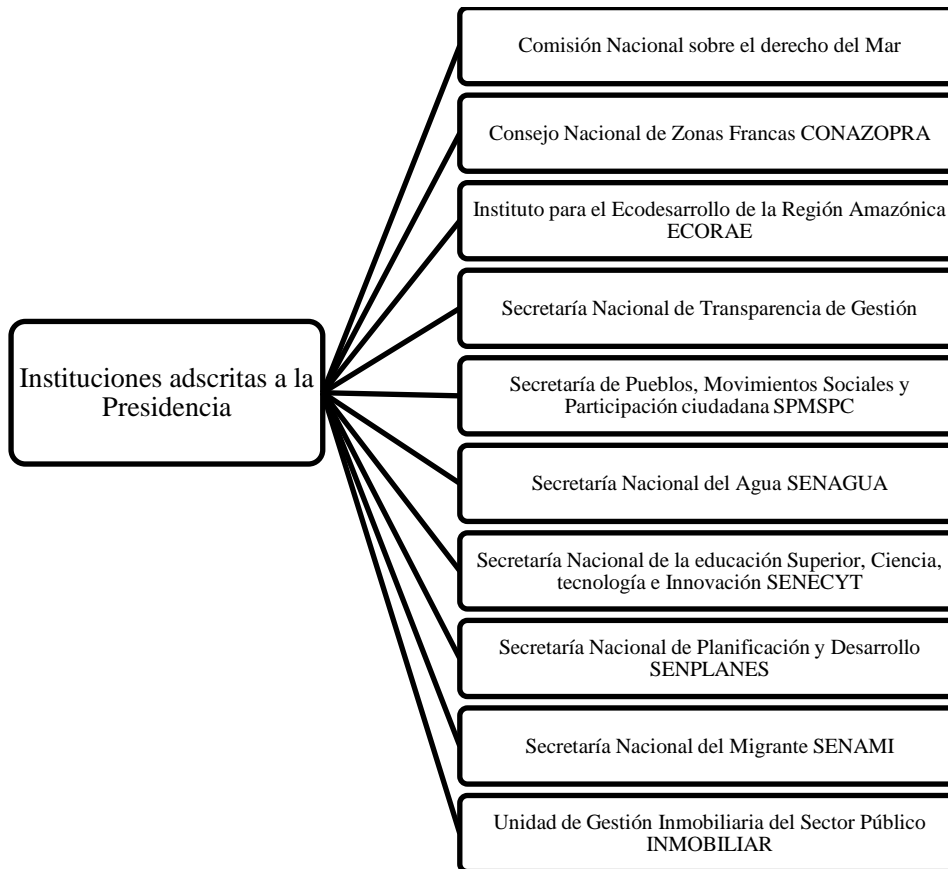 Comisión Nacional sobre el derecho del Mar
Consejo Nacional de Zonas Francas CONAZOPRA
Instituto para el Ecodesarrollo de la Región Amazónica
ECORAE
Secretaría Nacional de Transparencia de Gestión
Instituciones adscritas a la
Presidencia
Secretaría de Pueblos, Movimientos Sociales y
Participación ciudadana SPMSPC
Secretaría Nacional del Agua SENAGUA
Secretaría Nacional de la educación Superior, Ciencia,
tecnología e Innovación SENECYT
Secretaría Nacional de Planificación y Desarrollo
SENPLANES
Secretaría Nacional del Migrante SENAMI
Unidad de Gestión Inmobiliaria del Sector Público
INMOBILIAR